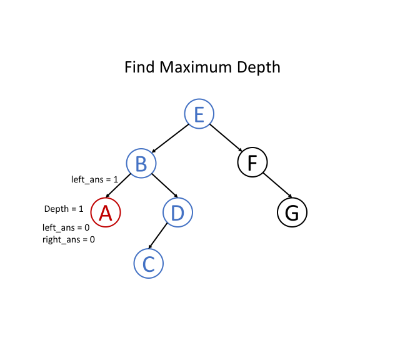 Find Maximum Depth
E
B
F
left_ans = 1
Depth = 1
A
D
G
left_ans = 0
right_ans = 0
C